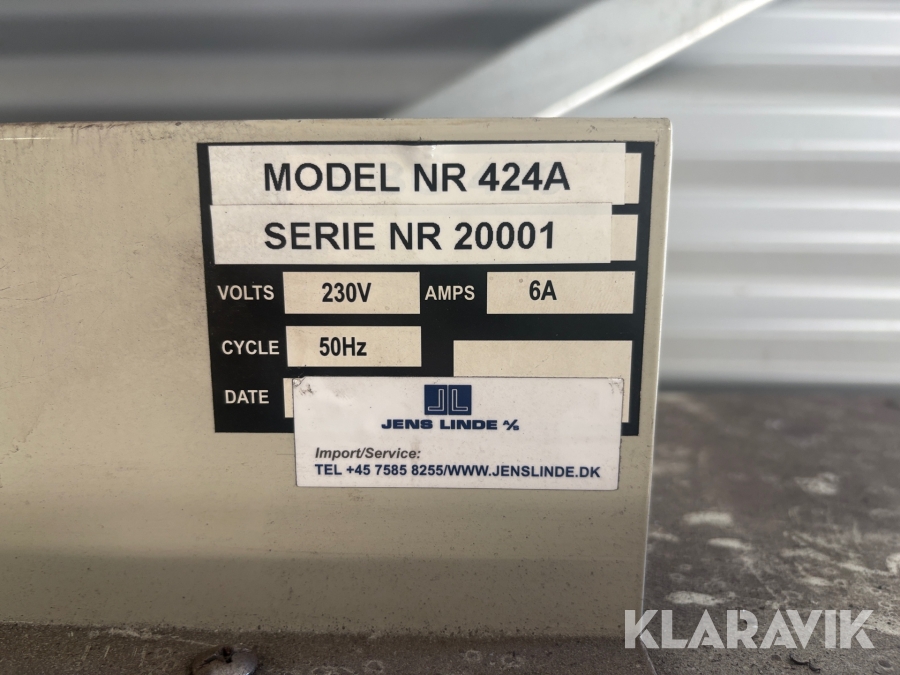 MODEL NR 424A
SERIE NR 20001
VOLTS 230V AMPS 6A
CYCLE 50Hz
DATE
JL
JENS LINDE A/S
Import/Service:
TEL +45 7585 8255/WWW.JENSLINDE.DK
KLARAVIK